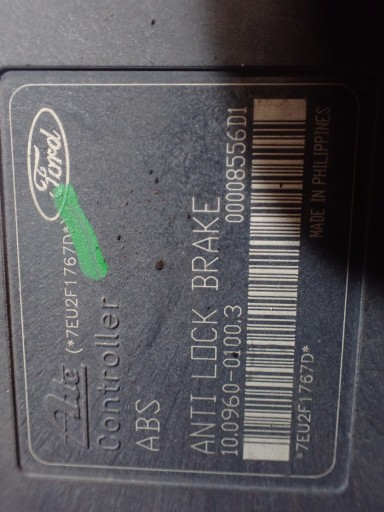 Ford
(*7EU2F1767D*
Ate
Controller
ABS
ANTI LOCK BRAKE
10.0960-0100.3 00008556D1
*7EU2F1767D*
MADE IN PHILIPPINES